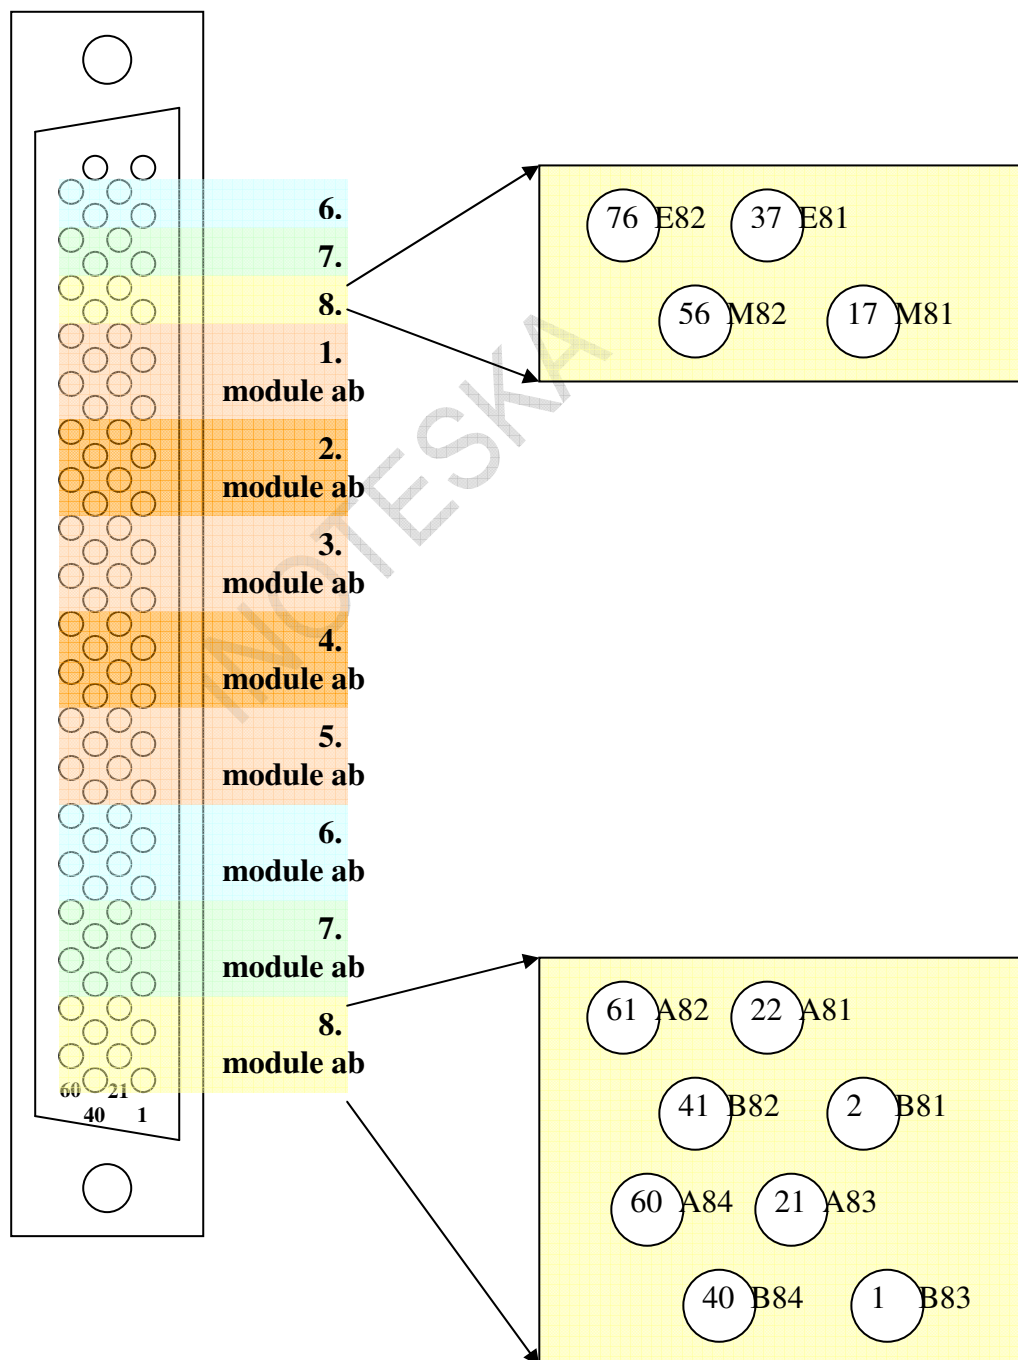 6.
7.
8.
1.
module ab
2.
module ab
3.
module ab
4.
module ab
5.
module ab
6.
module ab
7.
module ab
8.
module ab
60 21
40 1
76 E82 37 E81
56 M82 17 M81
61 A82 22 A81
41 B82 2 B81
60 A84 21 A83
40 B84 1 B83
INOTESKA